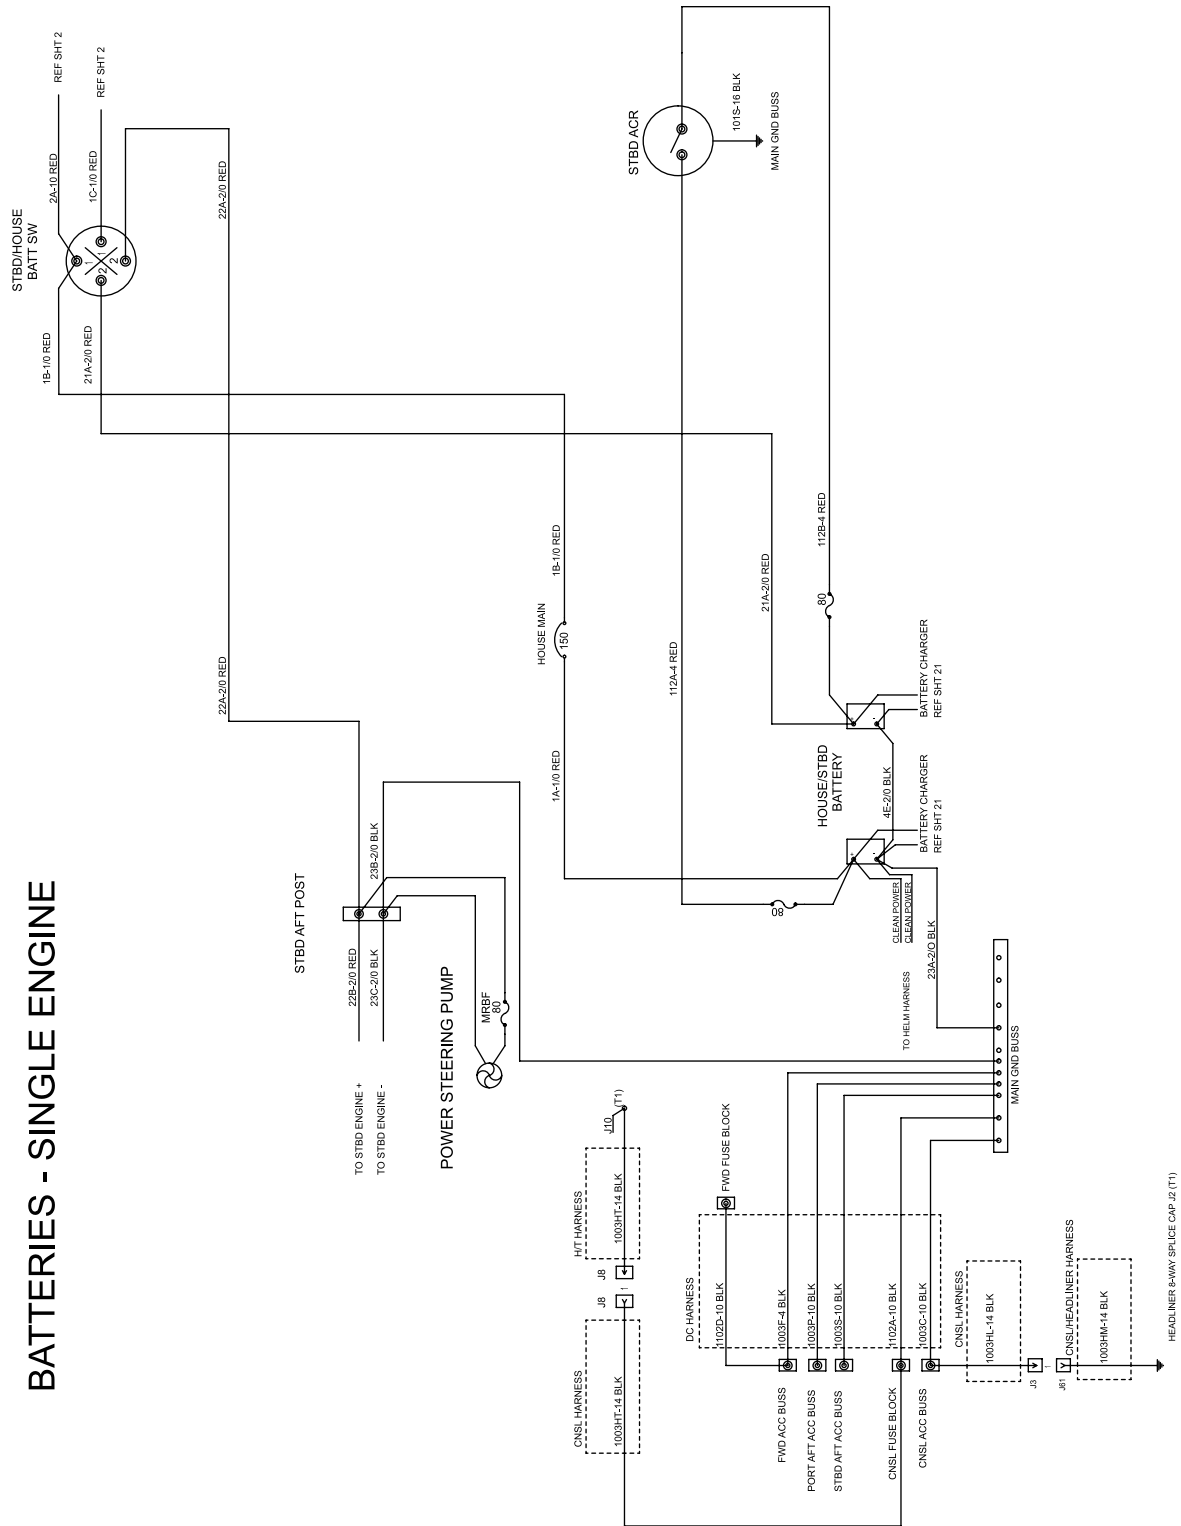 BATTERIES - SINGLE ENGINE
STBD/HOUSE
BATT SW
REF SHT 2
REF SHT 2
2A-10 RED
1C-1/0 RED
22A-2/0 RED
1
1
2
2
1B-1/0 RED
21A-2/0 RED
STBD ACR
101S-16 BLK
MAIN GND BUSS
22A-2/0 RED
STBD AFT POST
23B-2/0 BLK
22B-2/0 RED
23C-2/0 BLK
TO STBD ENGINE +
TO STBD ENGINE -
POWER STEERING PUMP
MRBF
80
HOUSE MAIN
150
1B-1/0 RED
1A-1/0 RED
112A-4 RED
21A-2/0 RED
112B-4 RED
80
80
HOUSE/STBD
BATTERY
+
-
+
-
4E-2/0 BLK
BATTERY CHARGER
REF SHT 21
BATTERY CHARGER
REF SHT 21
CLEAN POWER
CLEAN POWER
23A-2/O BLK
TO HELM HARNESS
MAIN GND BUSS
J10
(T1)
H/T HARNESS
1003HT-14 BLK
J8
J8
1
CNSL HARNESS
1003HT-14 BLK
FWD FUSE BLOCK
DC HARNESS
1102D-10 BLK
1003F-4 BLK
1003P-10 BLK
1003S-10 BLK
1102A-10 BLK
1003C-10 BLK
FWD ACC BUSS
PORT AFT ACC BUSS
STBD AFT ACC BUSS
CNSL FUSE BLOCK
CNSL ACC BUSS
CNSL HARNESS
1003HL-14 BLK
J3
1
J61
CNSL/HEADLINER HARNESS
1003HM-14 BLK
HEADLINER 8-WAY SPLICE CAP J2 (T1)